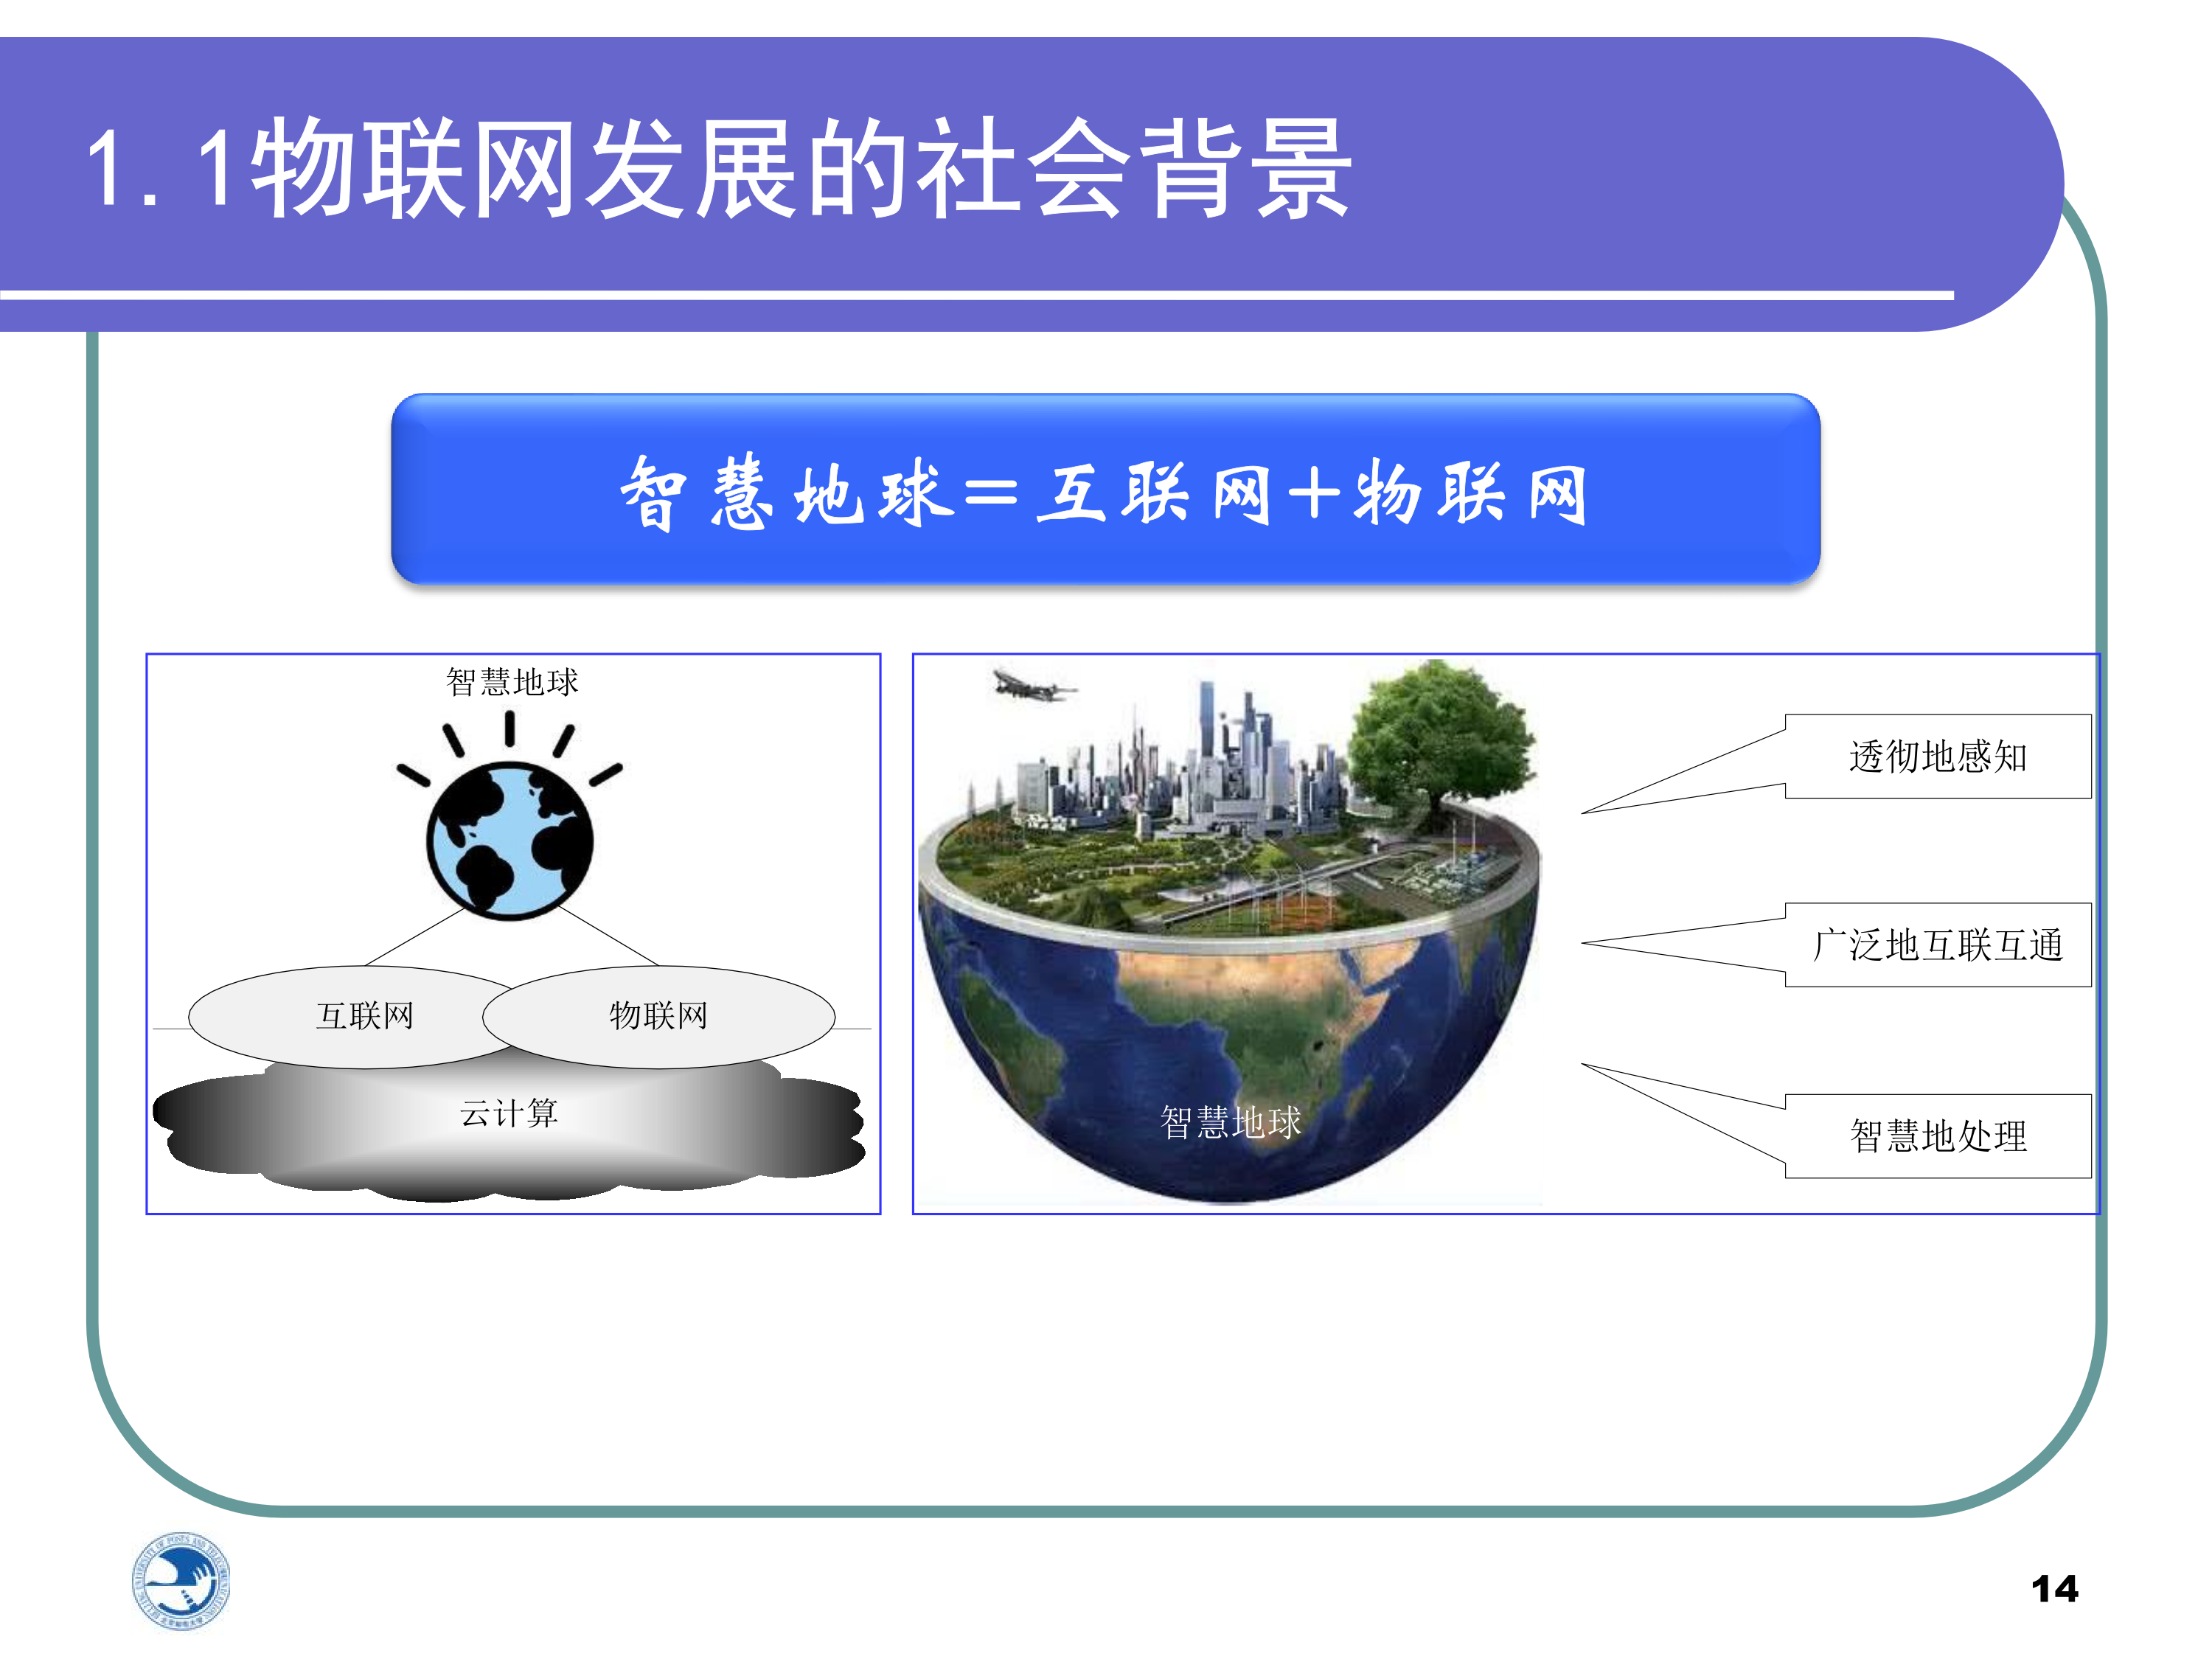 1.1物联网发展的社会背景
智慧地球=互联网+物联网
智慧地球
互联网
物联网
云计算
智慧地球
透彻地感知
广泛地互联互通
智慧地处理
14